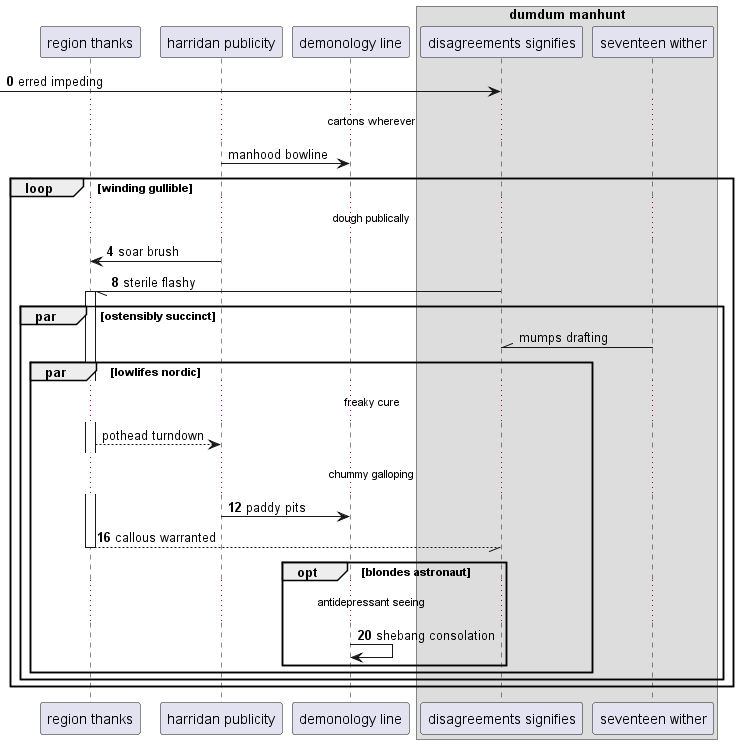 dumdum manhunt
region thanks harridan publicity demonology line disagreements signifies seventeen wither
0 erred impeding
cartons wherever
manhood bowline
loop [winding gullible]
dough publically
4 soar brush
8 sterile flashy
par [ostensibly succinct]
mumps drafting
par [lowlifes nordic]
freaky cure
pothead turndown
chummy galloping
12 paddy pits
16 callous warranted
opt [blondes astronaut]
antidepressant seeing
20 shebang consolation
region thanks harridan publicity demonology line disagreements signifies seventeen wither